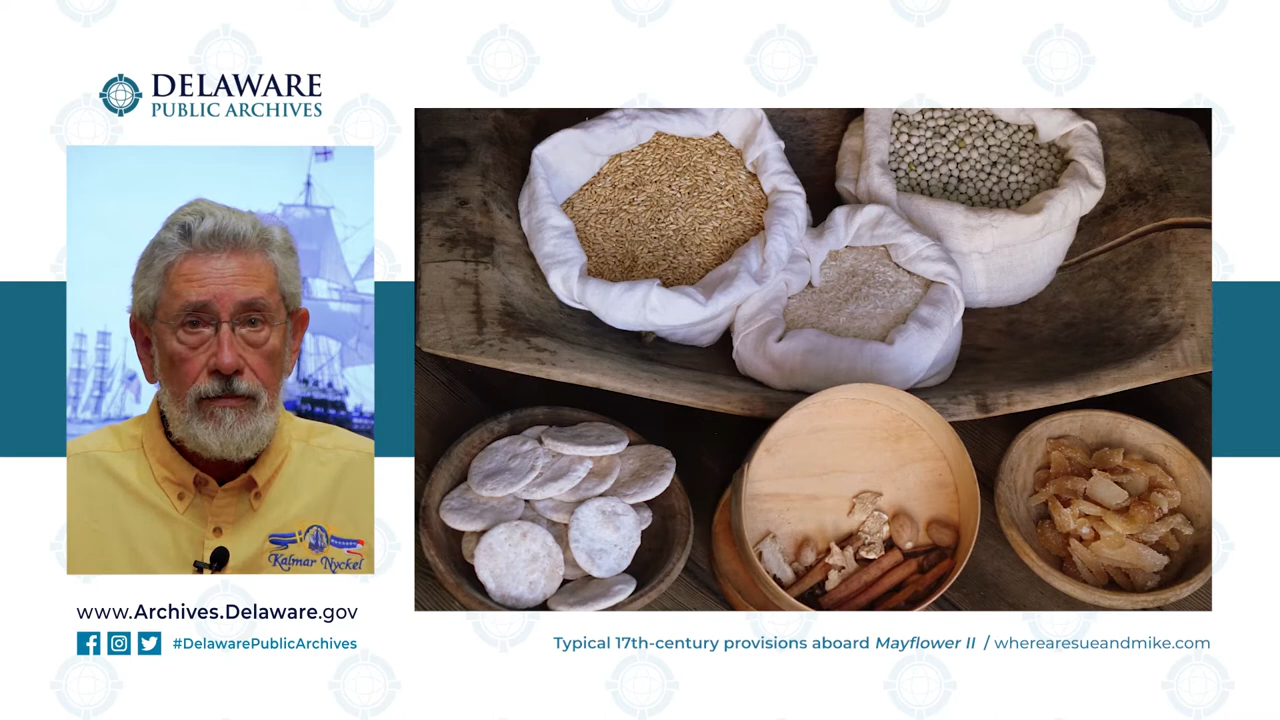 DELAWARE
PUBLIC ARCHIVES
Kalmar Nyckel
www.Archives.Delaware.gov
#DelawarePublicArchives
Typical 17th-century provisions aboard Mayflower II / wherearesueandmike.com